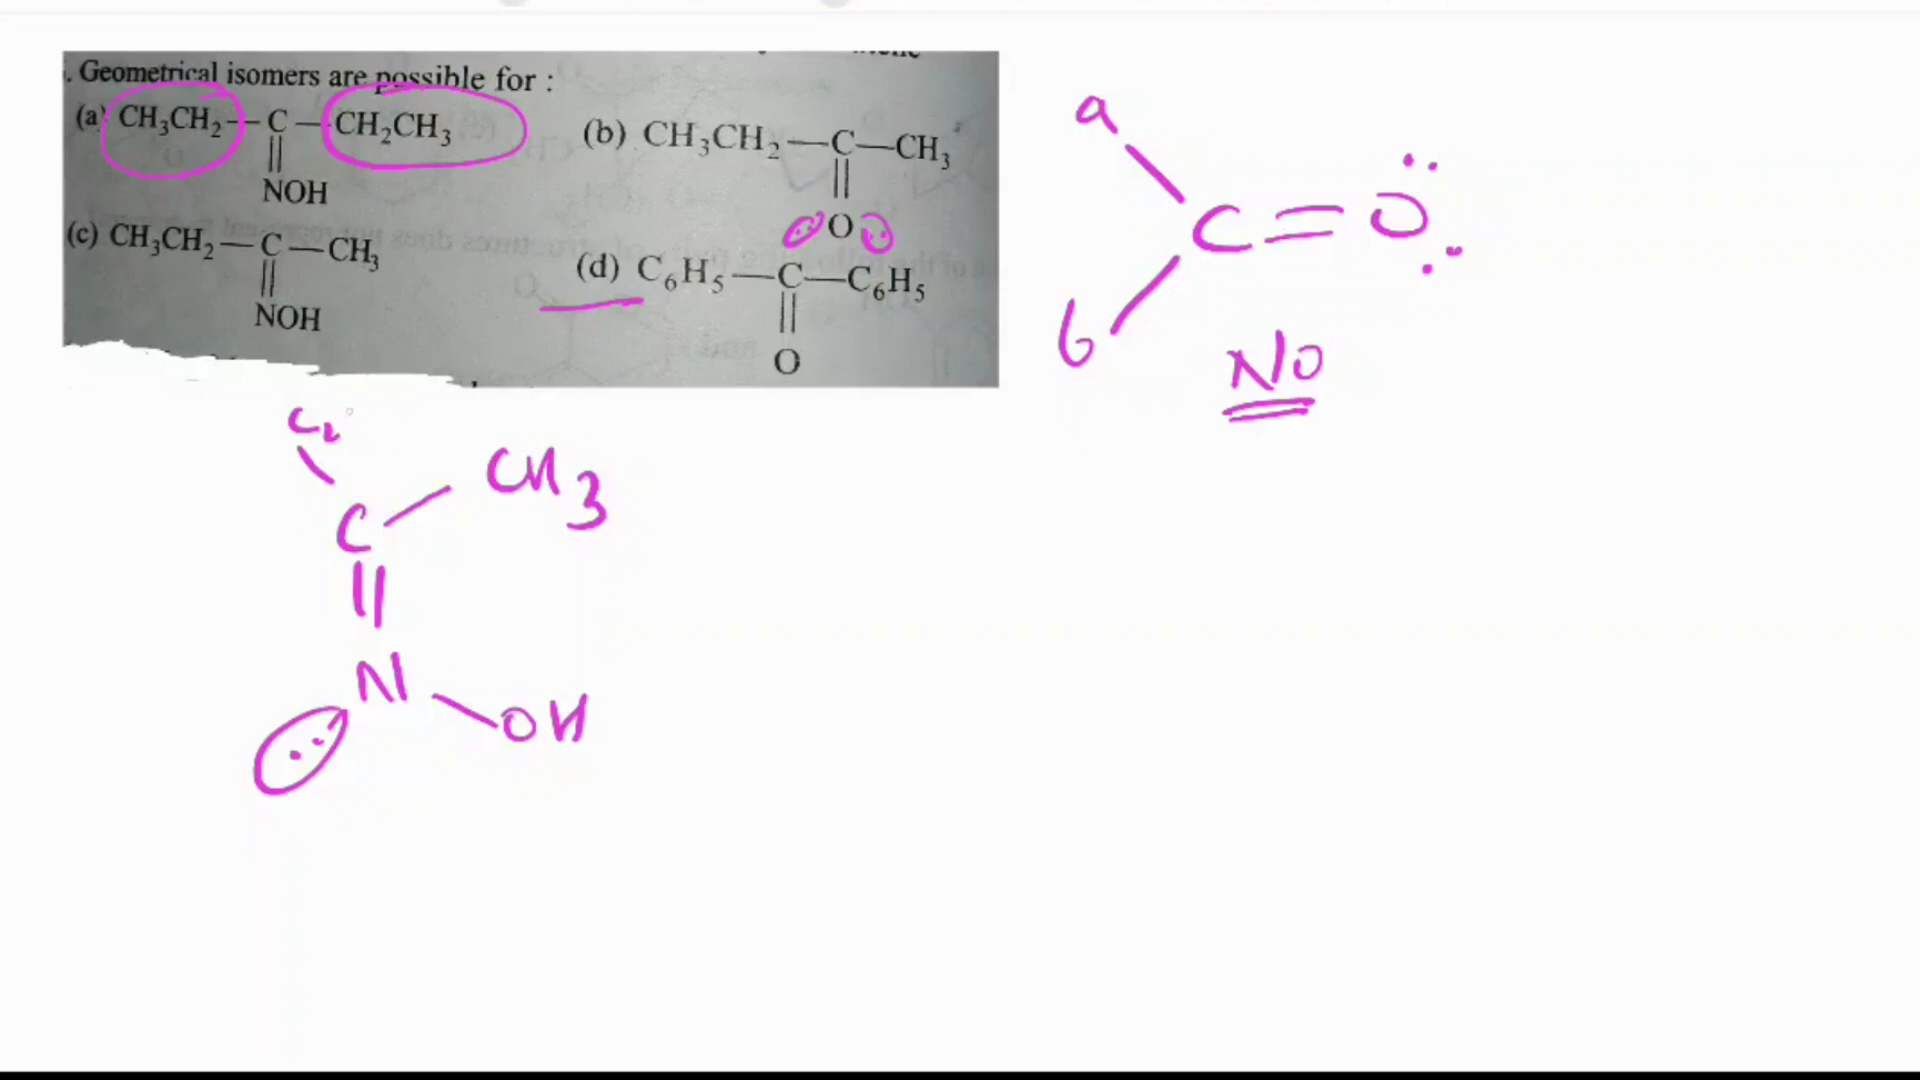 . Geometrical isomers are possible for :
(a) CH₃CH₂—C—CH₂CH₃
||
NOH
(b) CH₃CH₂—C—CH₃
||
O
(c) CH₃CH₂—C—CH₃
||
NOH
(d) C₆H₅—C—C₆H₅
||
O
a
C=O
b
NO
C₂
C
CH₃
||
N
OH